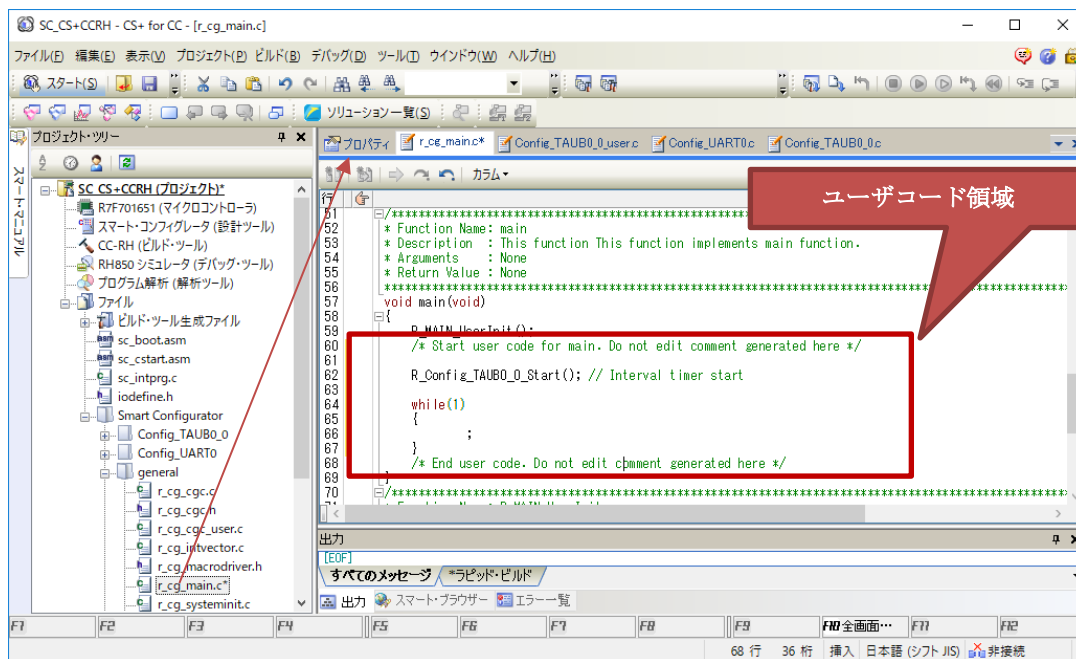 SC_CS+CCRH - CS+ for CC - [r_cg_main.c]
ファイル(F) 編集(E) 表示(V) プロジェクト(P) ビルド(B) デバッグ(D) ツール(T) ウインドウ(W) ヘルプ(H)
スタート(S)
ソリューション一覧(S)
プロジェクト・ツリー
プロパティ r_cg_main.c* Config_TAUB0_0_user.c Config_UART0.c Config_TAUB0_0.c
スマート・マニュアル
カラム
行
ユーザコード領域
SC_CS+CCRH (プロジェクト)*
R7F701651 (マイクロコントローラ)
スマート・コンフィグレータ (設計ツール)
CC-RH (ビルド・ツール)
RH850 シミュレータ (デバッグ・ツール)
プログラム解析 (解析ツール)
ファイル
ビルド・ツール生成ファイル
sc_boot.asm
sc_cstart.asm
sc_intprg.c
iodefine.h
Smart Configurator
Config_TAUB0_0
Config_UART0
general
r_cg_cgc.c
r_cg_cgc.h
r_cg_cgc_user.c
r_cg_intvector.c
r_cg_macrodriver.h
r_cg_main.c*
r_cg_systeminit.c
51 /***********************************************************************************************************************
52 * Function Name: main
53 * Description : This function This function implements main function.
54 * Arguments : None
55 * Return Value : None
56 ***********************************************************************************************************************
57 void main(void)
58 {
59 R_MAIN_UserInit();
60 /* Start user code for main. Do not edit comment generated here */
61
62 R_Config_TAUB0_0_Start(); // Interval timer start
63
64 while(1)
65 {
66 ;
67 }
68 /* End user code. Do not edit comment generated here */
69 }
70 /***********************************************************************************************************************
出力
[EOF]
すべてのメッセージ *ラピッド・ビルド
出力 スマート・ブラウザー エラー一覧
F1 F2 F3 F4 F5 F6 F7 F8 F9 F10 全画面… F11 F12
68 行 36 桁 挿入 日本語 (シフト JIS) 非接続